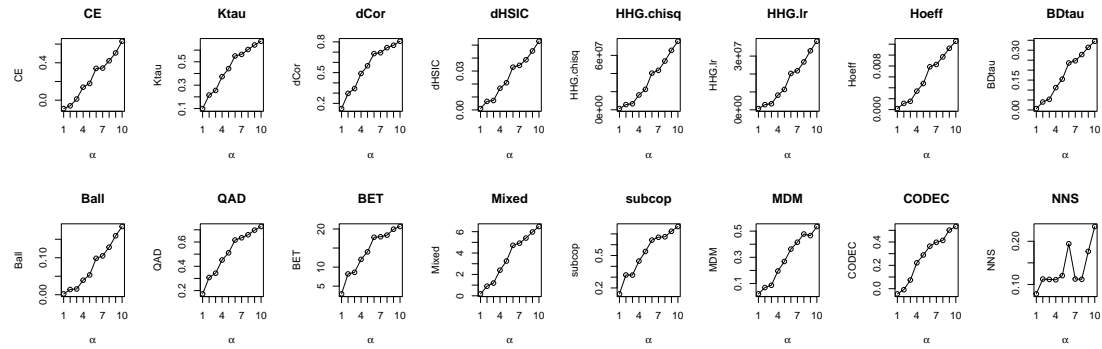 CE Ktau dCor dHSIC HHG.chisq HHG.lr Hoeff BDtau
CE 0.0 0.4 Ktau 0.1 0.3 0.5 dCor 0.2 0.5 0.8 dHSIC 0.00 0.03 HHG.chisq 0e+00 6e+07 HHG.lr 0e+00 3e+07 Hoeff 0.000 0.008 BDtau 0.00 0.15 0.30
1 4 7 10 1 4 7 10 1 4 7 10 1 4 7 10 1 4 7 10 1 4 7 10 1 4 7 10 1 4 7 10
α α α α α α α α
Ball QAD BET Mixed subcop MDM CODEC NNS
Ball 0.00 0.10 QAD 0.2 0.4 0.6 BET 5 10 20 Mixed 0 2 4 6 subcop 0.2 0.5 MDM 0.1 0.3 0.5 CODEC 0.0 0.2 0.4 NNS 0.10 0.20
1 4 7 10 1 4 7 10 1 4 7 10 1 4 7 10 1 4 7 10 1 4 7 10 1 4 7 10 1 4 7 10
α α α α α α α α